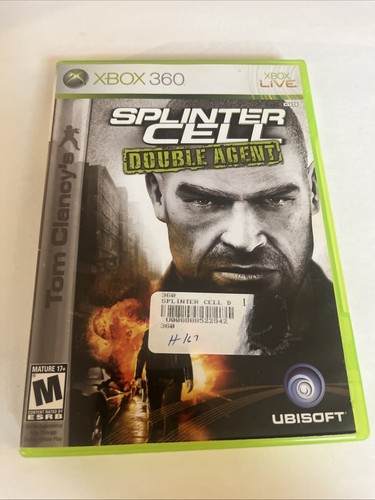 XBOX 360
XBOX
LIVE
SPLINTER
CELL
DOUBLE AGENT
Tom Clancy's
360
SPLINTER CELL D 1
U008888522942
360
H 167
MATURE 17+
M
CONTENT RATED BY
ESRB
UBISOFT